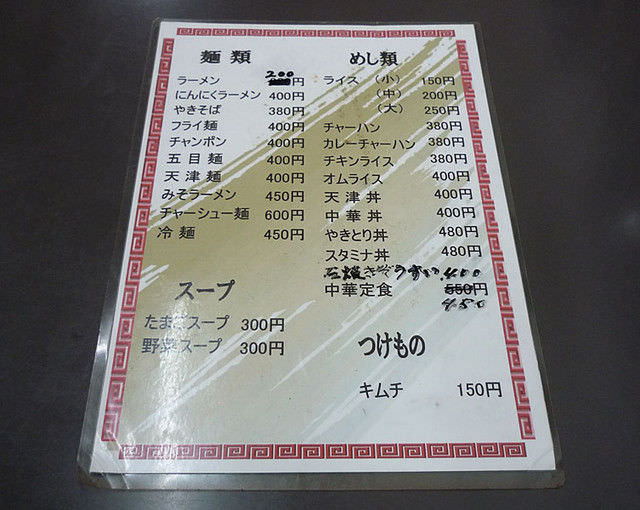 麺類
ラーメン 200円
にんにくラーメン 400円
やきそば 380円
フライ麺 400円
チャンポン 400円
五目麺 400円
天津麺 400円
みそラーメン 450円
チャーシュー麺 600円
冷麺 450円
スープ
たまごスープ 300円
野菜スープ 300円
めし類
ライス (小) 150円
(中) 200円
(大) 250円
チャーハン 380円
カレーチャーハン 380円
チキンライス 380円
オムライス 400円
天津丼 400円
中華丼 400円
やきとり丼 480円
スタミナ丼 480円
石焼きぞうすい 400
中華定食 550円
450
つけもの
キムチ 150円